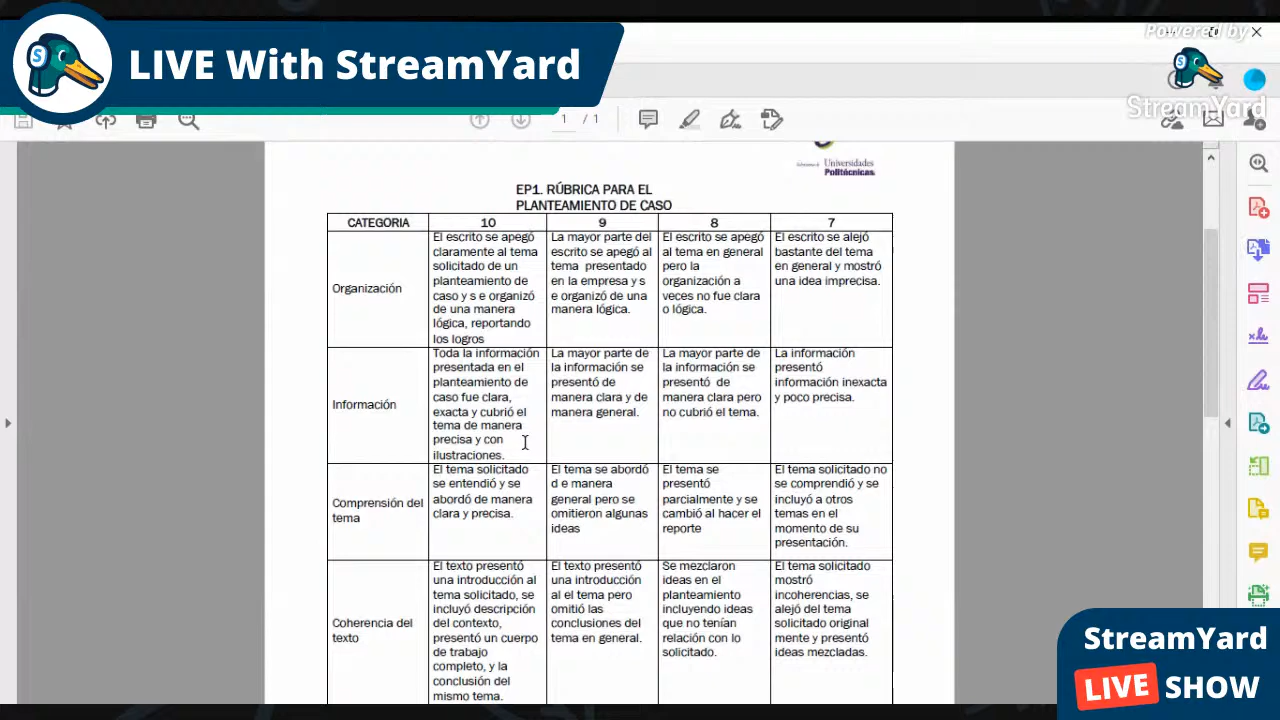 LIVE With StreamYard
Powered by
StreamYard
1 / 1
Universidades
Politécnicas
EP1. RÚBRICA PARA EL
PLANTEAMIENTO DE CASO
CATEGORIA 10 9 8 7
Organización
El escrito se apegó
claramente al tema
solicitado de un
planteamiento de
caso y s e organizó
de una manera
lógica, reportando
los logros
La mayor parte del
escrito se apegó al
tema presentado
en la empresa y s
e organizó de una
manera lógica.
El escrito se apegó
al tema en general
pero la
organización a
veces no fue clara
o lógica.
El escrito se alejó
bastante del tema
en general y mostró
una idea imprecisa.
Información
Toda la información
presentada en el
planteamiento de
caso fue clara,
exacta y cubrió el
tema de manera
precisa y con
ilustraciones.
La mayor parte de
la información se
presentó de
manera clara y de
manera general.
La mayor parte de
la información se
presentó de
manera clara pero
no cubrió el tema.
La información
presentó
información inexacta
y poco precisa.
Comprensión del
tema
El tema solicitado
se entendió y se
abordó de manera
clara y precisa.
El tema se abordó
d e manera
general pero se
omitieron algunas
ideas
El tema se
presentó
parcialmente y se
cambió al hacer el
reporte
El tema solicitado no
se comprendió y se
incluyó a otros
temas en el
momento de su
presentación.
Coherencia del
texto
El texto presentó
una introducción al
tema solicitado, se
incluyó descripción
del contexto,
presentó un cuerpo
de trabajo
completo, y la
conclusión del
mismo tema.
El texto presentó
una introducción
al el tema pero
omitió las
conclusiones del
tema en general.
Se mezclaron
ideas en el
planteamiento
incluyendo ideas
que no tenían
relación con lo
solicitado.
El tema solicitado
mostró
incoherencias, se
alejó del tema
solicitado original
mente y presentó
ideas mezcladas.
StreamYard
LIVE SHOW